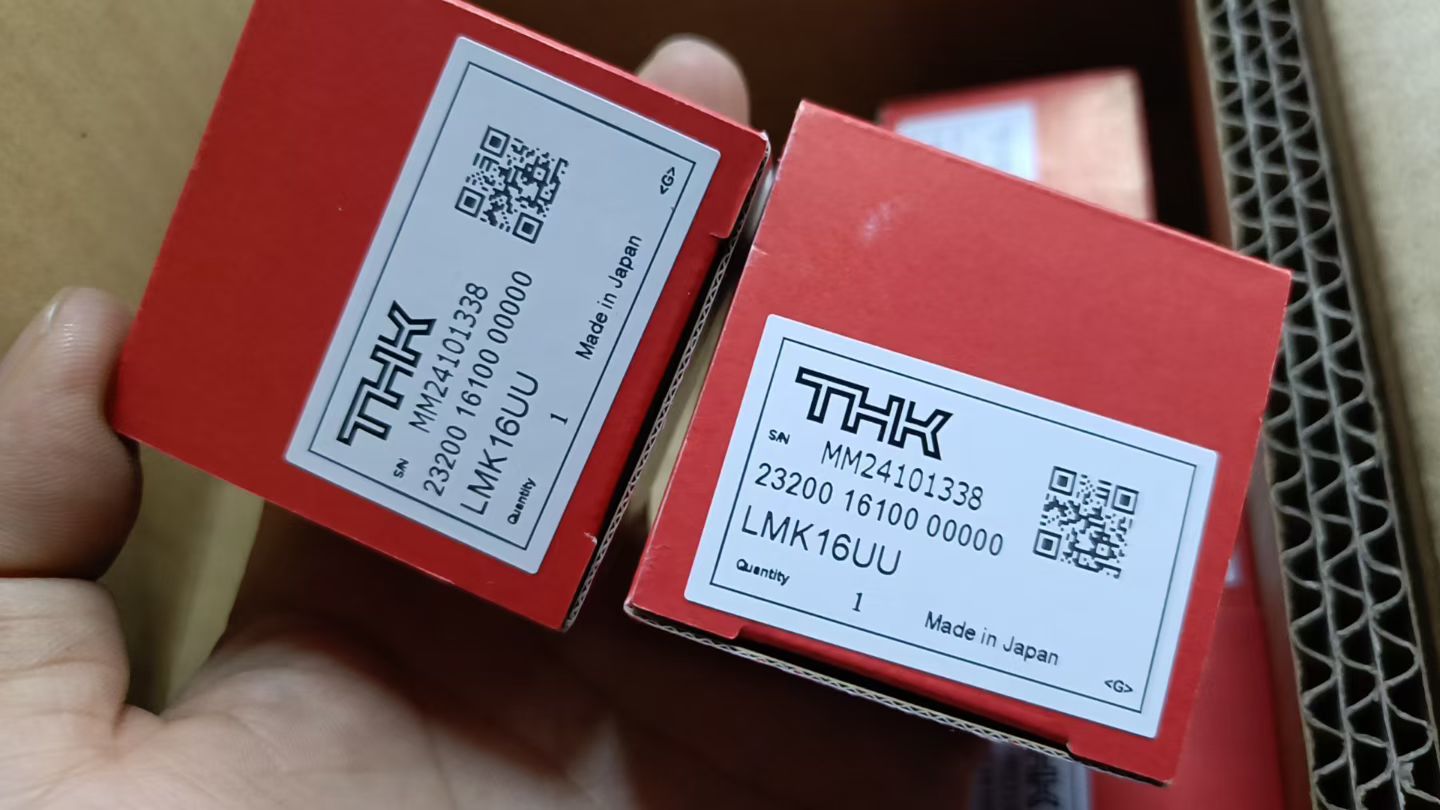 THK
S/N
MM24101338
23200 16100 00000
LMK16UU
Quantity
1
Made in Japan
<G>
THK
S/N
MM24101338
23200 16100 00000
LMK16UU
Quantity
1
Made in Japan
<G>